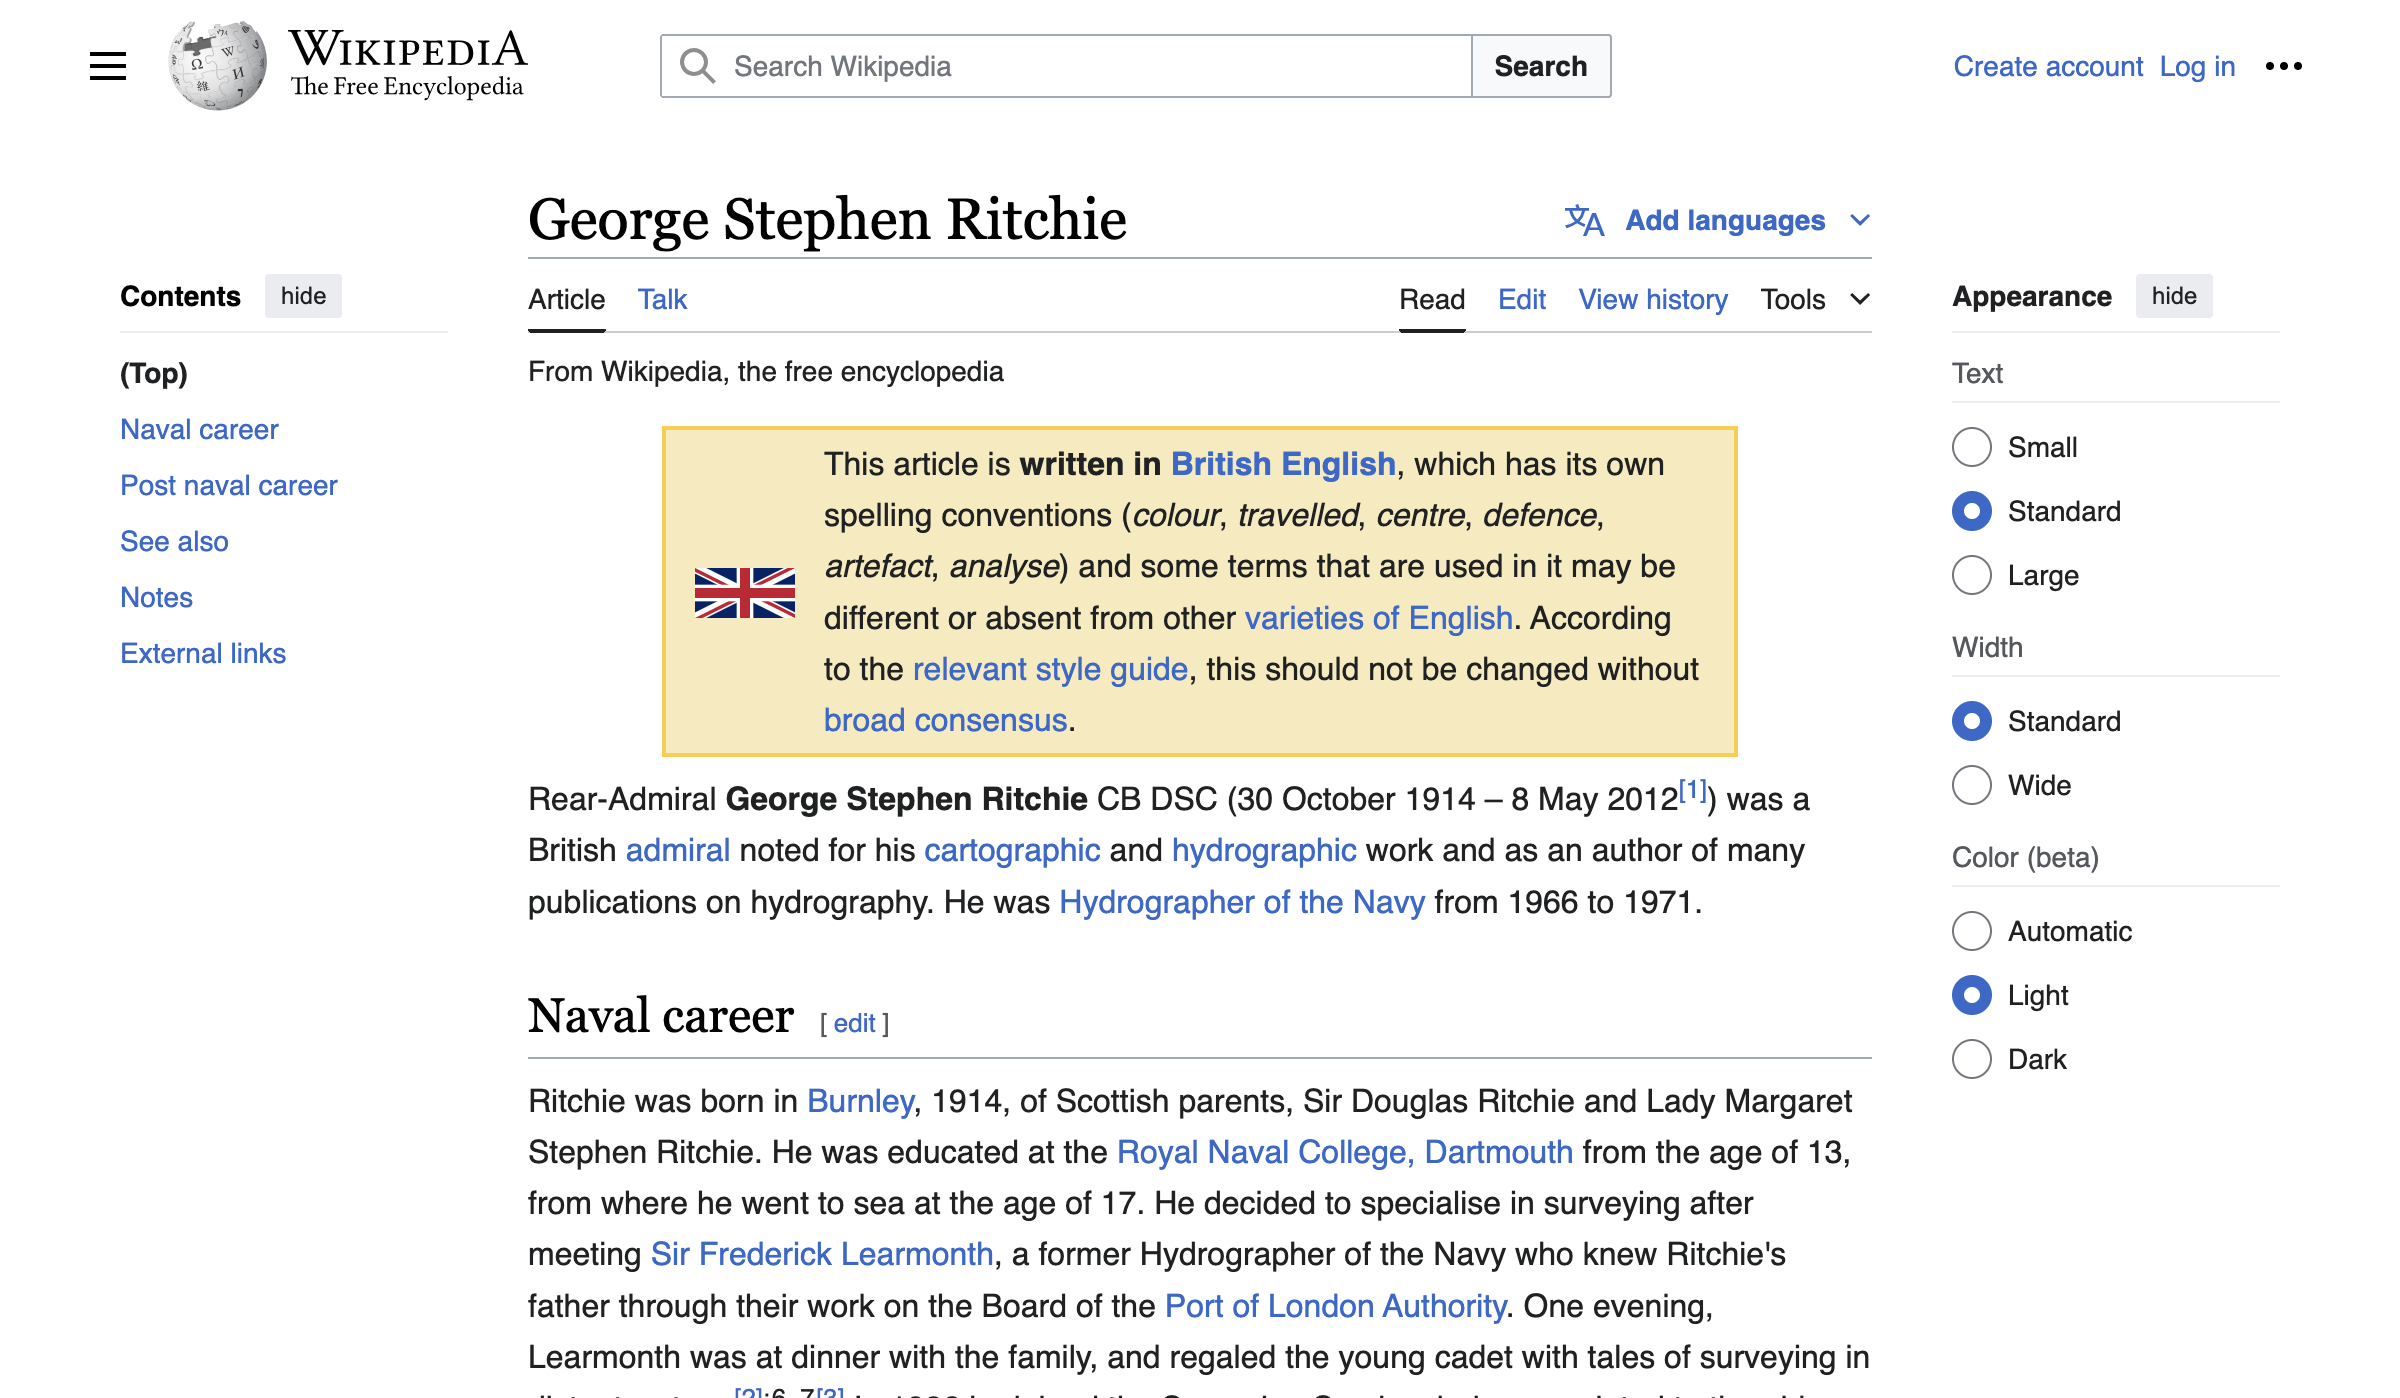 WIKIPEDIA
The Free Encyclopedia
Search Wikipedia
Search
Create account Log in
George Stephen Ritchie
Add languages
Contents hide
(Top)
Naval career
Post naval career
See also
Notes
External links
Article Talk
Read Edit View history Tools
From Wikipedia, the free encyclopedia
This article is written in British English, which has its own
spelling conventions (colour, travelled, centre, defence,
artefact, analyse) and some terms that are used in it may be
different or absent from other varieties of English. According
to the relevant style guide, this should not be changed without
broad consensus.
Rear-Admiral George Stephen Ritchie CB DSC (30 October 1914 – 8 May 2012[1]) was a
British admiral noted for his cartographic and hydrographic work and as an author of many
publications on hydrography. He was Hydrographer of the Navy from 1966 to 1971.
Naval career [ edit ]
Ritchie was born in Burnley, 1914, of Scottish parents, Sir Douglas Ritchie and Lady Margaret
Stephen Ritchie. He was educated at the Royal Naval College, Dartmouth from the age of 13,
from where he went to sea at the age of 17. He decided to specialise in surveying after
meeting Sir Frederick Learmonth, a former Hydrographer of the Navy who knew Ritchie's
father through their work on the Board of the Port of London Authority. One evening,
Learmonth was at dinner with the family, and regaled the young cadet with tales of surveying in
Appearance hide
Text
Small
Standard
Large
Width
Standard
Wide
Color (beta)
Automatic
Light
Dark